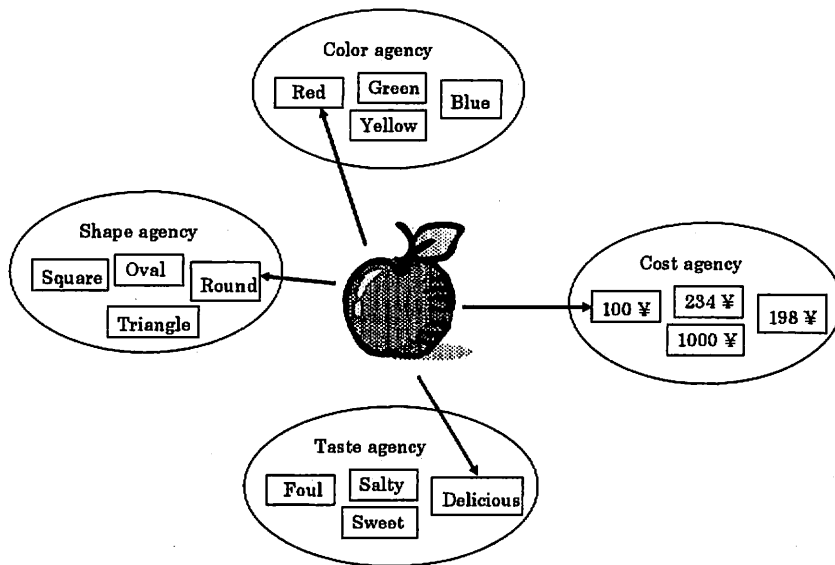 Color agency
Red
Green
Blue
Yellow
Shape agency
Square
Oval
Round
Triangle
Cost agency
100 ¥
234 ¥
198 ¥
1000 ¥
Taste agency
Foul
Salty
Delicious
Sweet